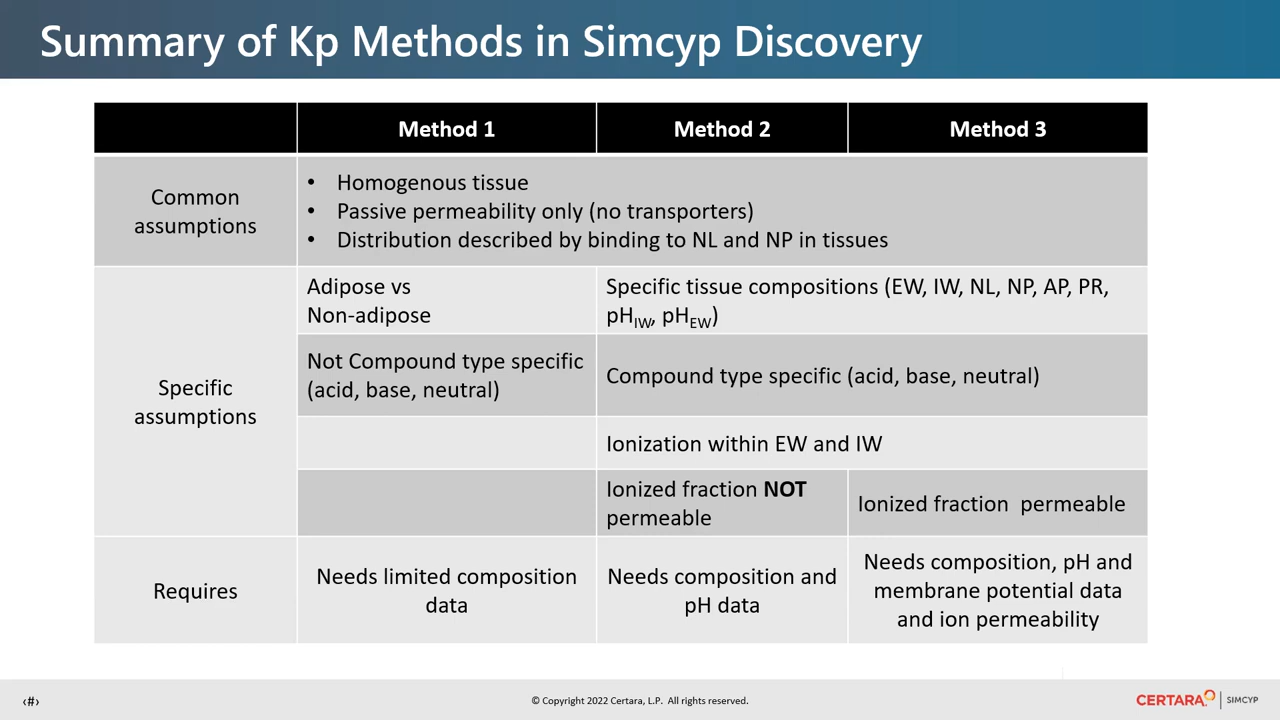 Summary of Kp Methods in Simcyp Discovery
Method 1
Method 2
Method 3
Common
assumptions
• Homogenous tissue
• Passive permeability only (no transporters)
• Distribution described by binding to NL and NP in tissues
Specific
assumptions
Adipose vs
Non-adipose
Specific tissue compositions (EW, IW, NL, NP, AP, PR,
pHIW, pHEW)
Not Compound type specific
(acid, base, neutral)
Compound type specific (acid, base, neutral)
Ionization within EW and IW
Ionized fraction NOT
permeable
Ionized fraction  permeable
Requires
Needs limited composition
data
Needs composition and
pH data
Needs composition, pH and
membrane potential data
and ion permeability
‹#›
© Copyright 2022 Certara, L.P.  All rights reserved.
CERTARA
SIMCYP